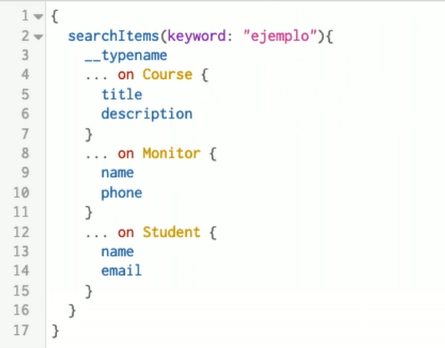 1 {
2   searchItems(keyword: "ejemplo"){
3     __typename
4     ... on Course {
5       title
6       description
7     }
8     ... on Monitor {
9       name
10       phone
11     }
12     ... on Student {
13       name
14       email
15     }
16   }
17 }